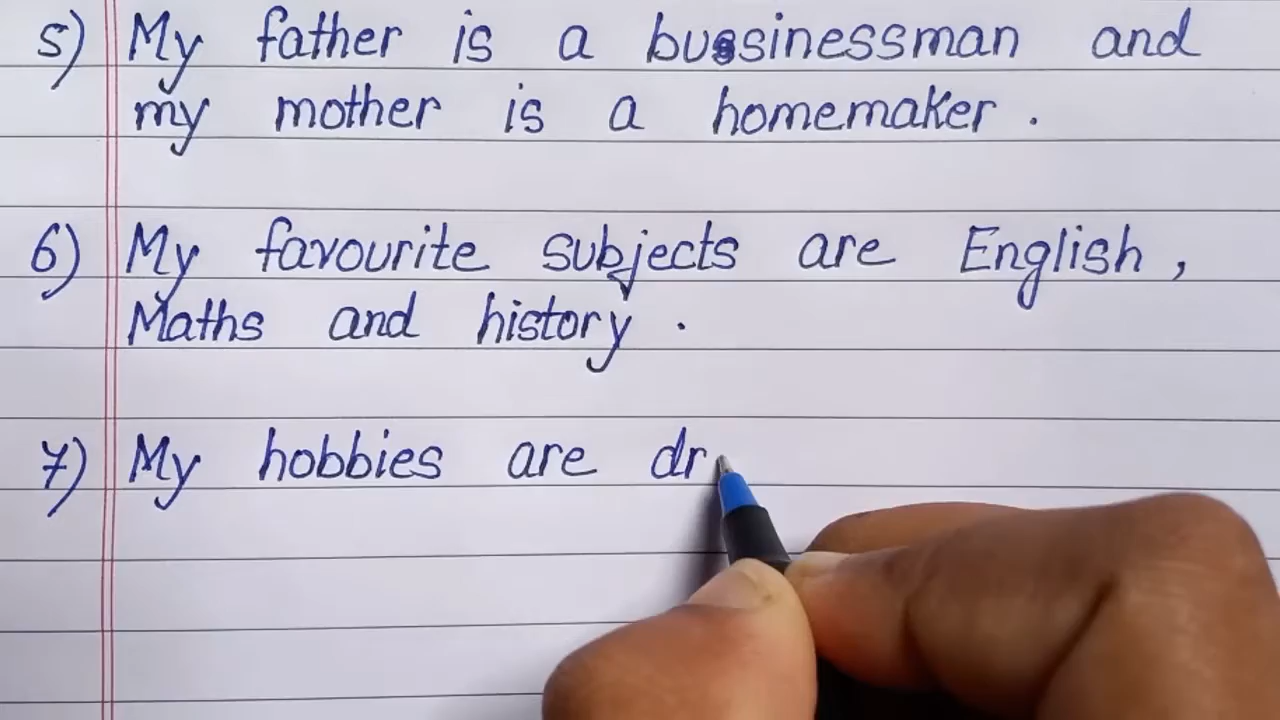 5) My father is a bussinessman and
my mother is a homemaker .
6) My favourite subjects are English ,
Maths and history .
7) My hobbies are dr